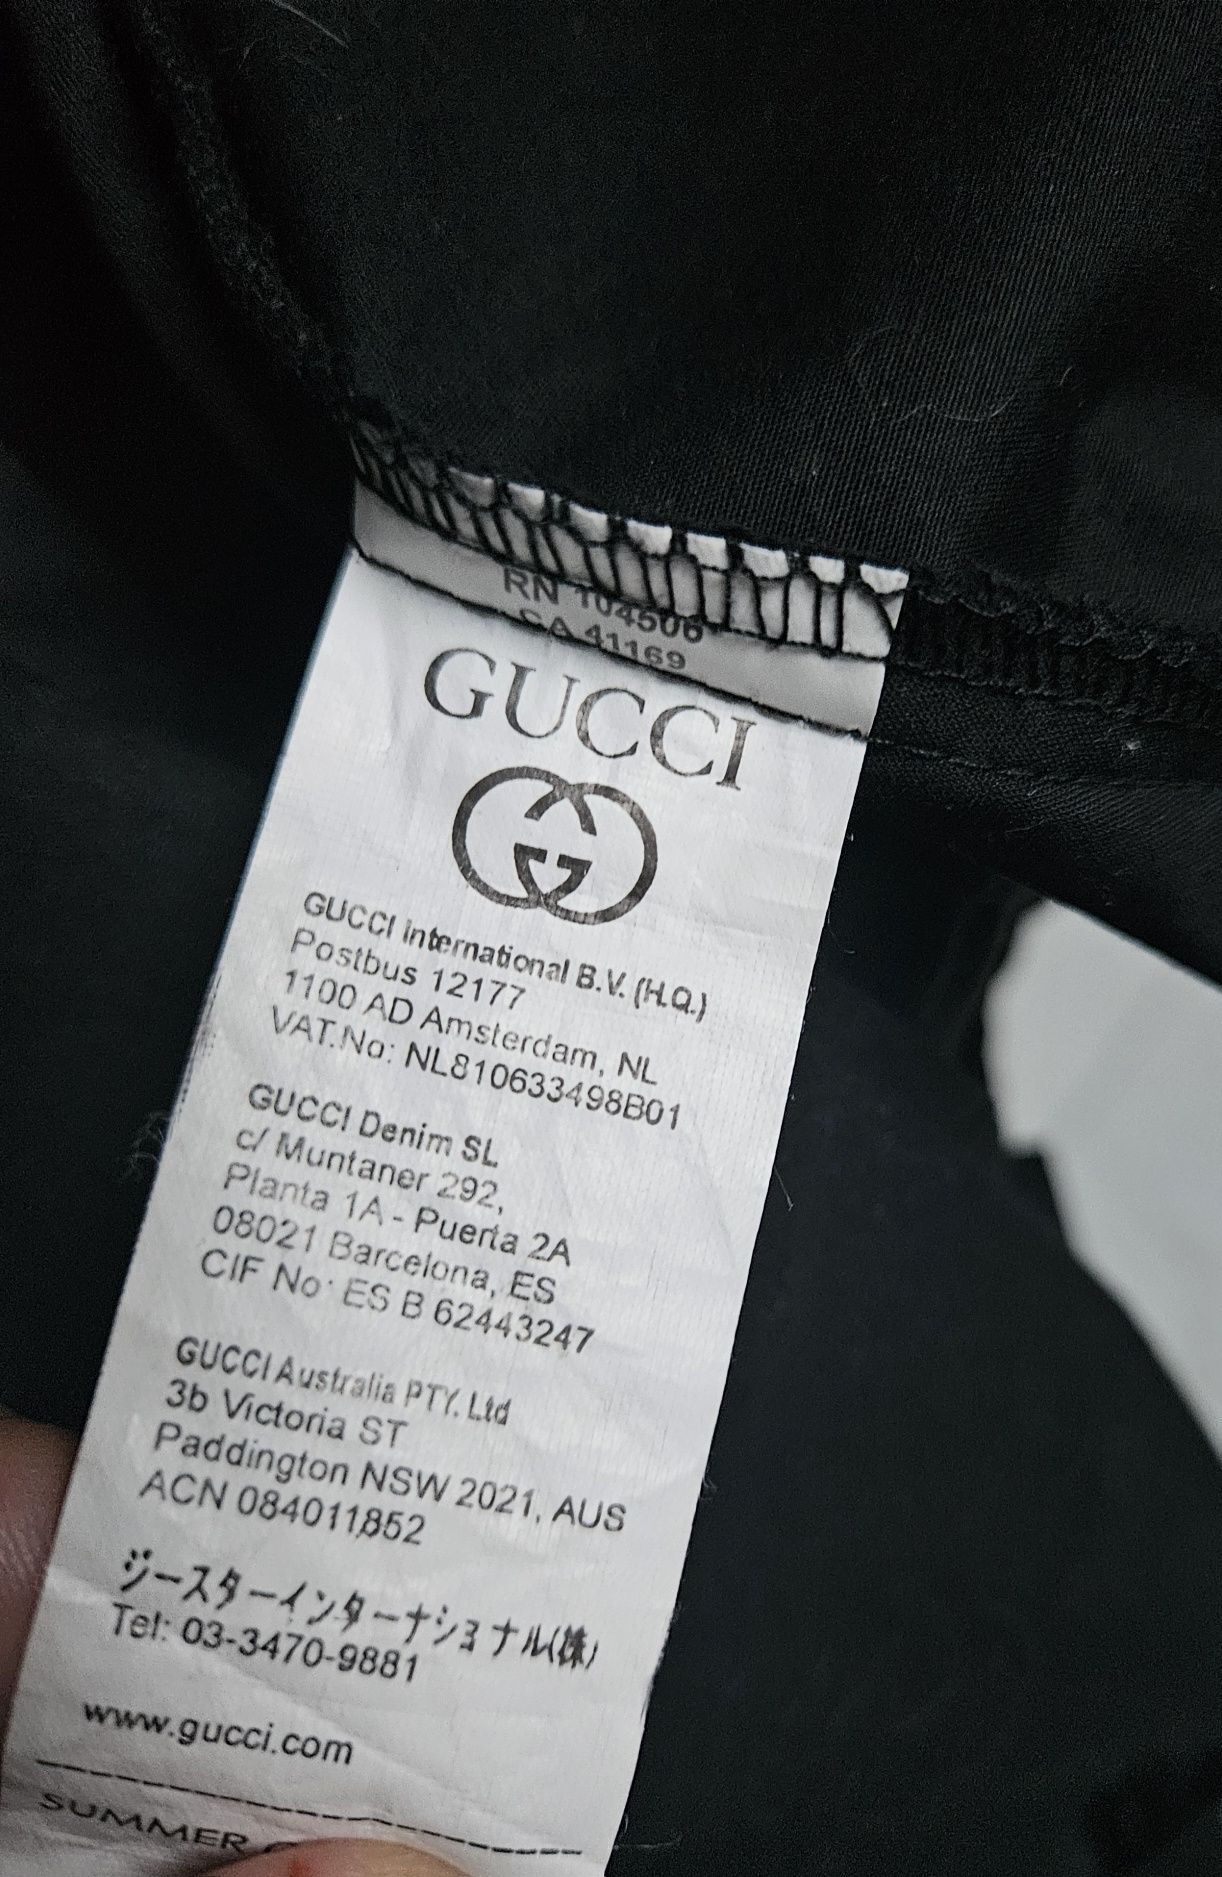 RN 104506
CA 41169
GUCCI
GUCCI International B.V. (H.Q.)
Postbus 12177
1100 AD Amsterdam, NL
VAT.No: NL810633498B01
GUCCI Denim SL
c/ Muntaner 292,
Planta 1A - Puerta 2A
08021 Barcelona, ES
CIF No: ES B 62443247
GUCCI Australia PTY. Ltd
3b Victoria ST
Paddington NSW 2021, AUS
ACN 084011852
ジースターインターナショナル(株)
Tel: 03-3470-9881
www.gucci.com
SUMMER